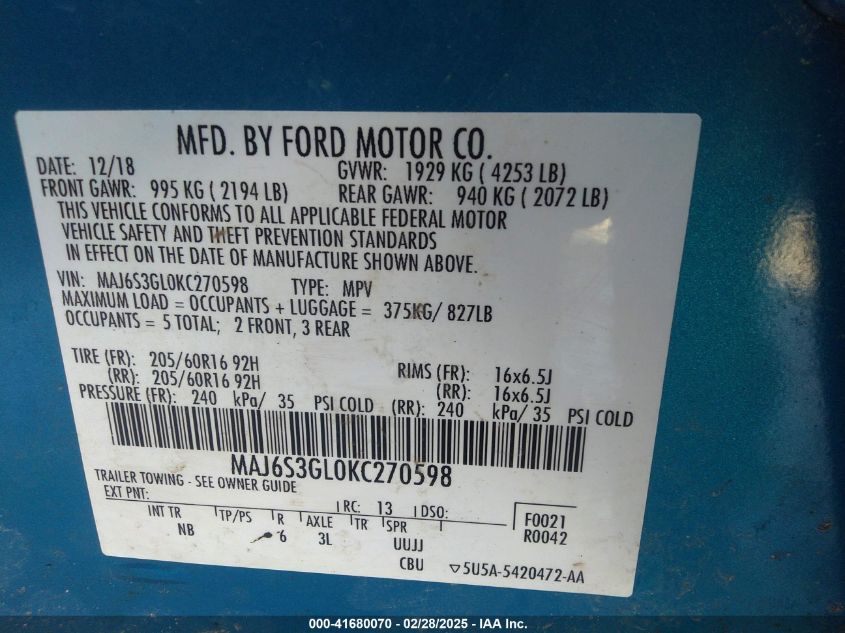 MFD. BY FORD MOTOR CO.
DATE: 12/18 GVWR: 1929 KG ( 4253 LB)
FRONT GAWR: 995 KG ( 2194 LB) REAR GAWR: 940 KG ( 2072 LB)
THIS VEHICLE CONFORMS TO ALL APPLICABLE FEDERAL MOTOR
VEHICLE SAFETY AND THEFT PREVENTION STANDARDS
IN EFFECT ON THE DATE OF MANUFACTURE SHOWN ABOVE.
VIN: MAJ6S3GL0KC270598 TYPE: MPV
MAXIMUM LOAD = OCCUPANTS + LUGGAGE = 375KG/ 827LB
OCCUPANTS = 5 TOTAL; 2 FRONT, 3 REAR
TIRE (FR): 205/60R16 92H RIMS (FR): 16x6.5J
(RR): 205/60R16 92H (RR): 16x6.5J
PRESSURE (FR): 240 kPa/ 35 PSI COLD (RR): 240 kPa/ 35 PSI COLD
MAJ6S3GL0KC270598
TRAILER TOWING - SEE OWNER GUIDE
EXT PNT: RC: 13 DSO: F0021
INT TR TP/PS R AXLE TR SPR R0042
NB 6 3L UUJJ
CBU ▽5U5A-5420472-AA
000-41680070 - 02/28/2025 - IAA Inc.